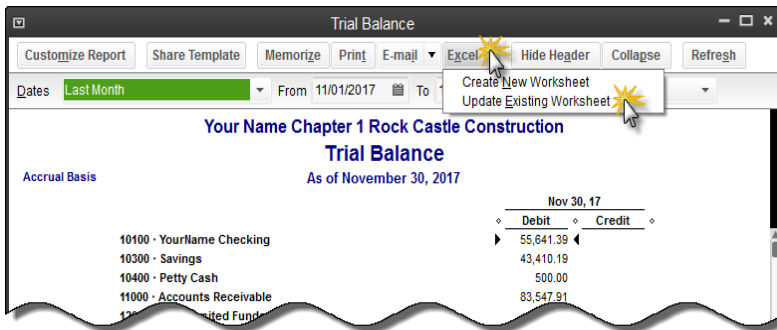 Trial Balance
Customize Report Share Template Memorize Print E-mail Excel Hide Header Collapse Refresh
Dates Last Month From 11/01/2017 To
Create New Worksheet
Update Existing Worksheet
Your Name Chapter 1 Rock Castle Construction
Trial Balance
Accrual Basis As of November 30, 2017
Nov 30, 17
Debit Credit
10100 · YourName Checking 55,641.39
10300 · Savings 43,410.19
10400 · Petty Cash 500.00
11000 · Accounts Receivable 83,547.91